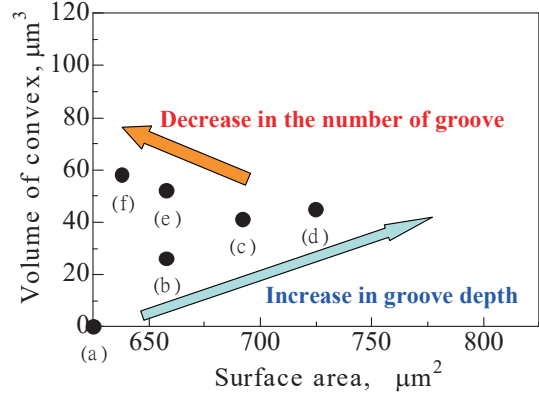 120
100
80
60
40
20
0
Volume of convex, μm³
Decrease in the number of groove
(f)
(e)
(c)
(d)
(b)
(a)
Increase in groove depth
650
700
750
800
Surface area, μm²